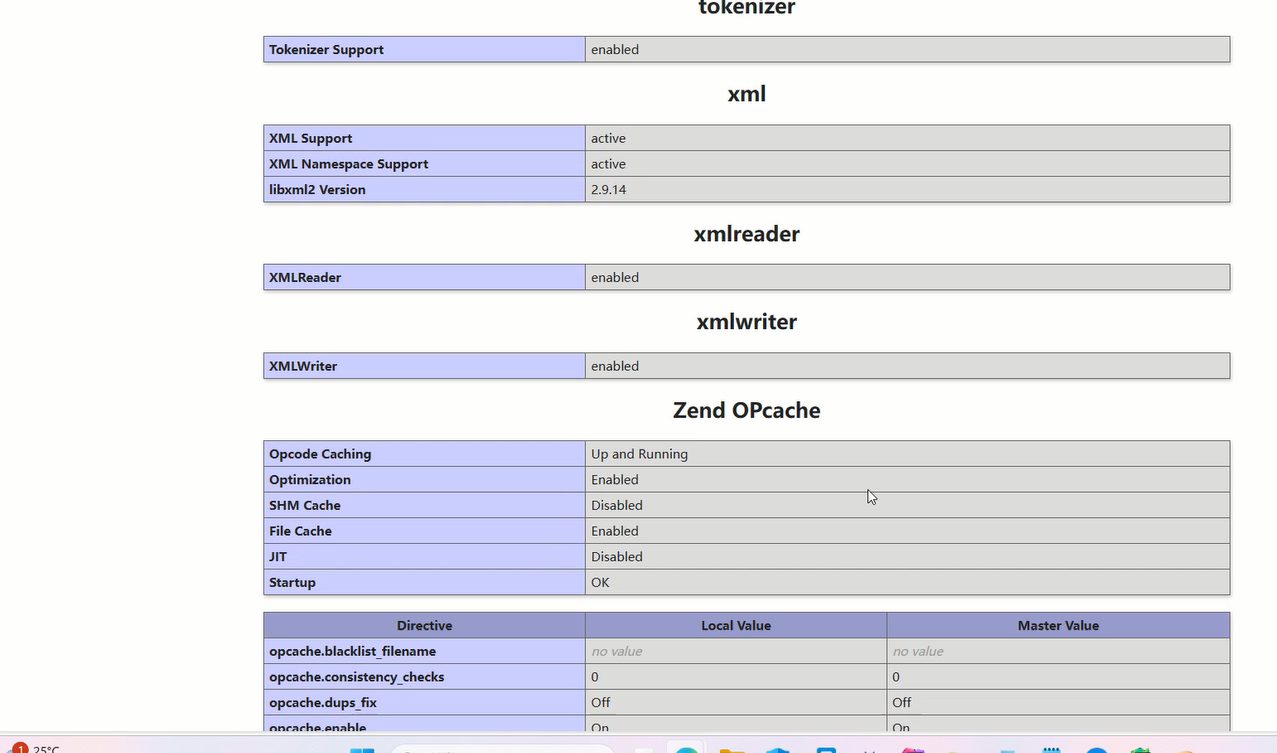 tokenizer
Tokenizer Support enabled
xml
XML Support active
XML Namespace Support active
libxml2 Version 2.9.14
xmlreader
XMLReader enabled
xmlwriter
XMLWriter enabled
Zend OPcache
Opcode Caching Up and Running
Optimization Enabled
SHM Cache Disabled
File Cache Enabled
JIT Disabled
Startup OK
Directive Local Value Master Value
opcache.blacklist_filename no value no value
opcache.consistency_checks 0 0
opcache.dups_fix Off Off
opcache.enable On On
1 25°C